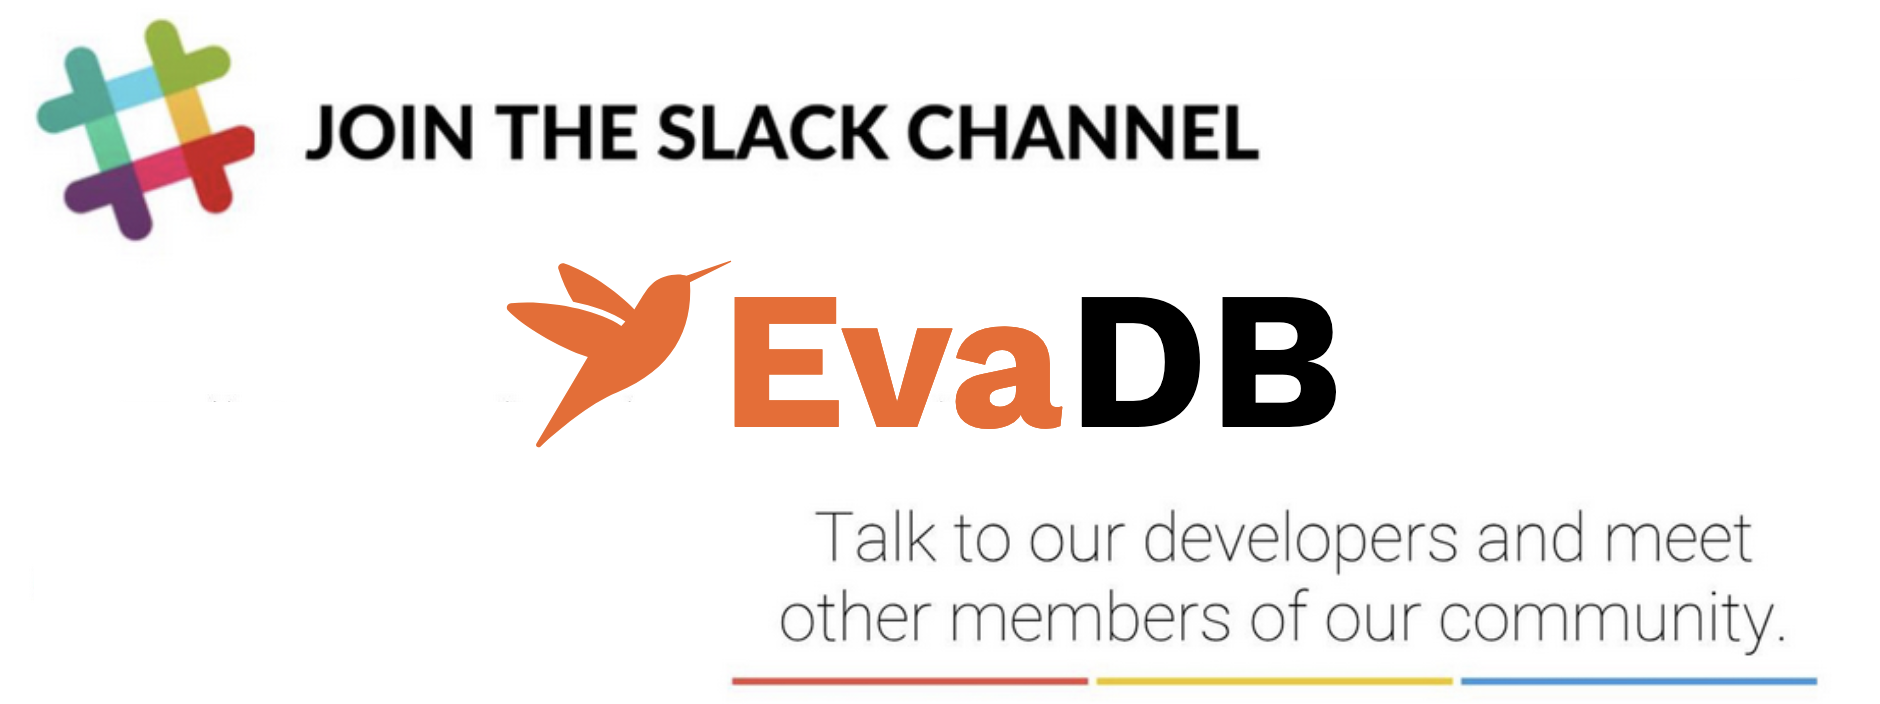 JOIN THE SLACK CHANNEL
EvaDB
Talk to our developers and meet
other members of our community.